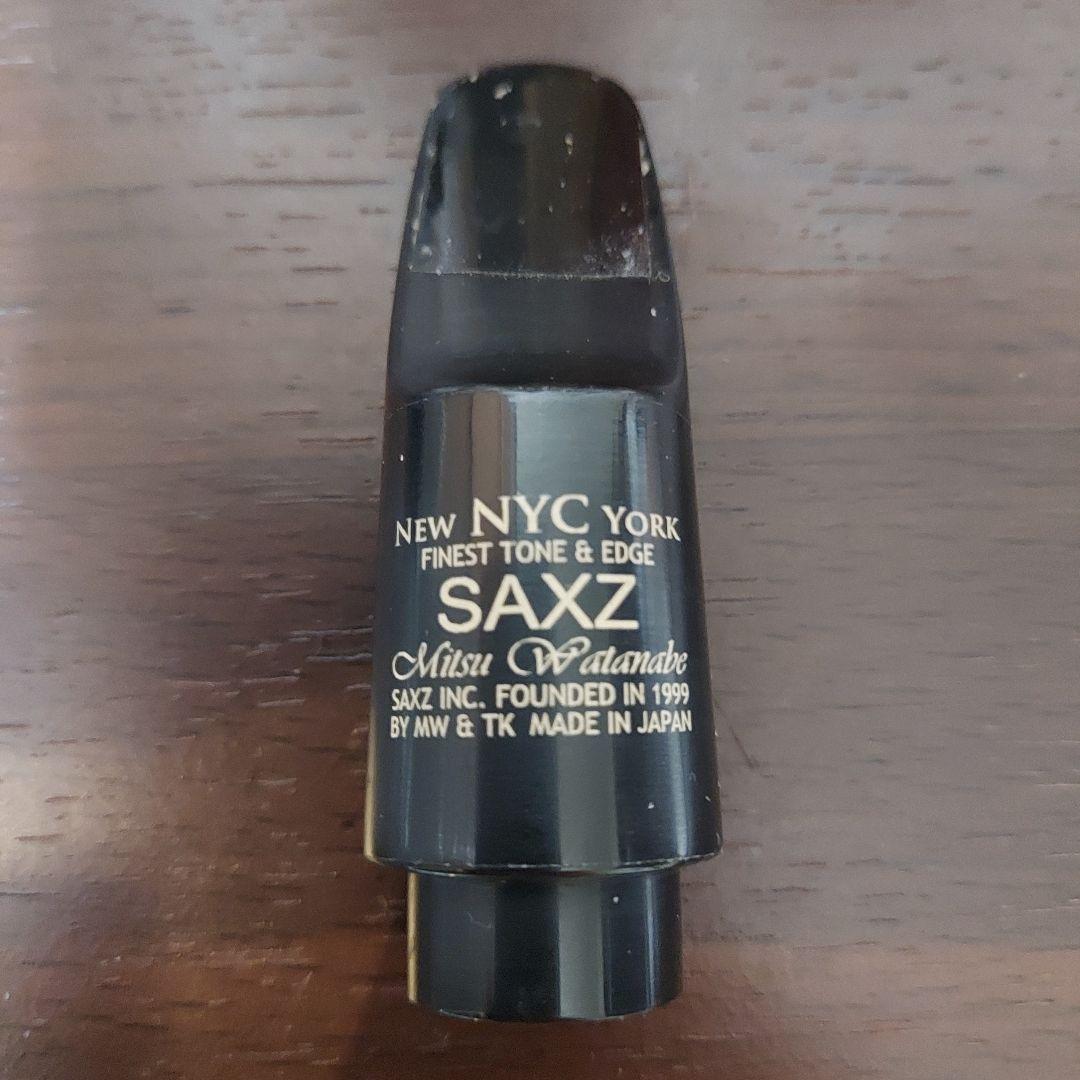 NEW NYC YORK
FINEST TONE & EDGE
SAXZ
Mitsu Watanabe
SAXZ INC. FOUNDED IN 1999
BY MW & TK MADE IN JAPAN